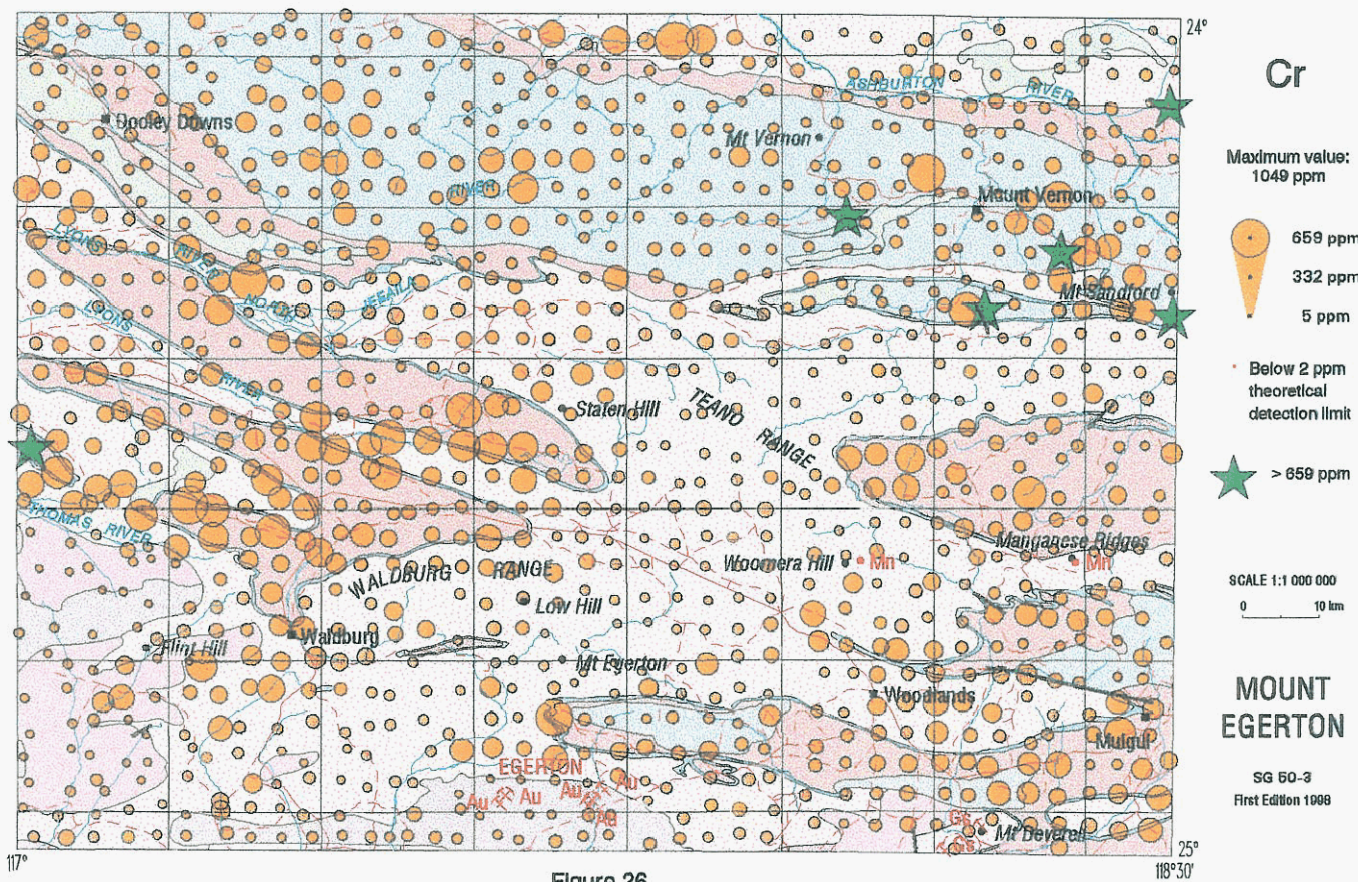 24°
Cr
Maximum value:
1049 ppm
659 ppm
332 ppm
5 ppm
Below 2 ppm
theoretical
detection limit
> 659 ppm
SCALE 1:1 000 000
0 10 km
MOUNT
EGERTON
SG 50-3
First Edition 1998
ASHBURTON RIVER
Dooley Downs
Mt Vernon
RIVER
Mount Vernon
LYONS RIVER
NORTH
Mt Sandford
LYONS RIVER
Staten Hill
TEANO RANGE
THOMAS RIVER
Manganese Ridges
Woomera Hill
Mn
Mn
WALDBURG RANGE
Low Hill
Waldburg
Flint Hill
Mt Egerton
Woodlands
Mulgul
EGERTON
Au
Au
Au
Au
Mt Deverell
Gs
117°
25°
118°30'
Figure 26